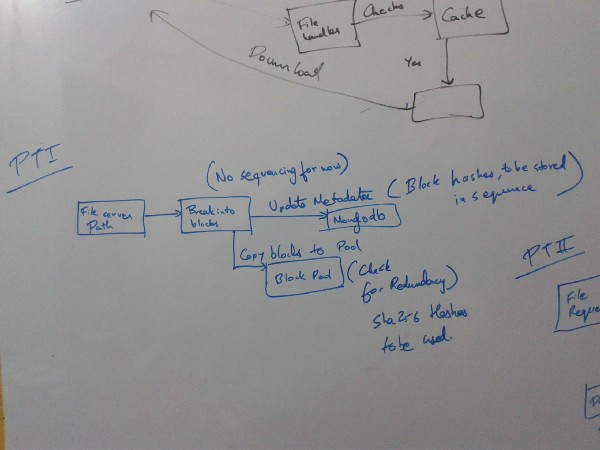 File
Handler
Checks
Cache
Yes
Download
PT I
(No sequencing for now)
File server
Path
Break into
blocks
Update Metadata
Mongodb
(Block hashes, to be stored
in sequence)
Copy blocks to Pool
Block Pool
(Check
for Redundancy)
Sha256 Hashes
to be used.
PT II
File
Reque